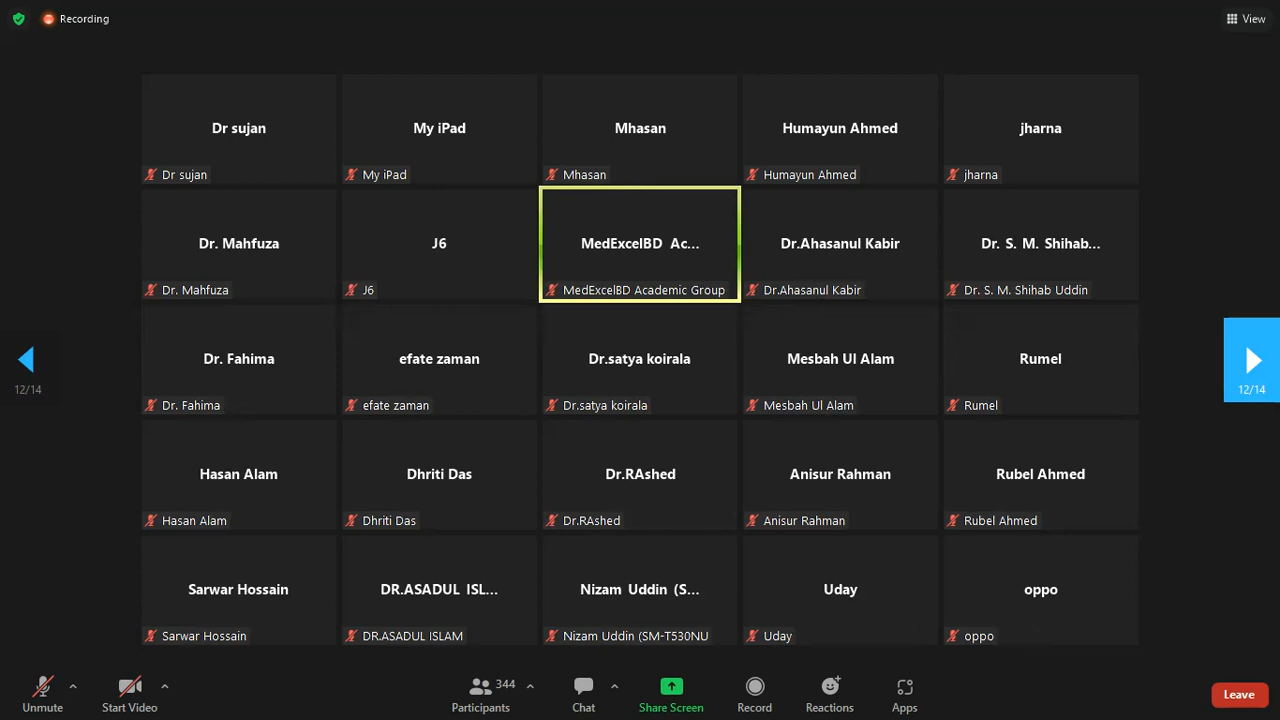 Recording
View
Dr sujan
My iPad
Mhasan
Humayun Ahmed
jharna
Dr sujan
My iPad
Mhasan
Humayun Ahmed
jharna
Dr. Mahfuza
J6
MedExcelBD Ac...
Dr.Ahasanul Kabir
Dr. S. M. Shihab...
Dr. Mahfuza
J6
MedExcelBD Academic Group
Dr.Ahasanul Kabir
Dr. S. M. Shihab Uddin
Dr. Fahima
efate zaman
Dr.satya koirala
Mesbah Ul Alam
Rumel
12/14
12/14
Dr. Fahima
efate zaman
Dr.satya koirala
Mesbah Ul Alam
Rumel
Hasan Alam
Dhriti Das
Dr.RAshed
Anisur Rahman
Rubel Ahmed
Hasan Alam
Dhriti Das
Dr.RAshed
Anisur Rahman
Rubel Ahmed
Sarwar Hossain
DR.ASADUL ISL...
Nizam Uddin (S...
Uday
oppo
Sarwar Hossain
DR.ASADUL ISLAM
Nizam Uddin (SM-T530NU
Uday
oppo
344
Unmute
Start Video
Participants
Chat
Share Screen
Record
Reactions
Apps
Leave